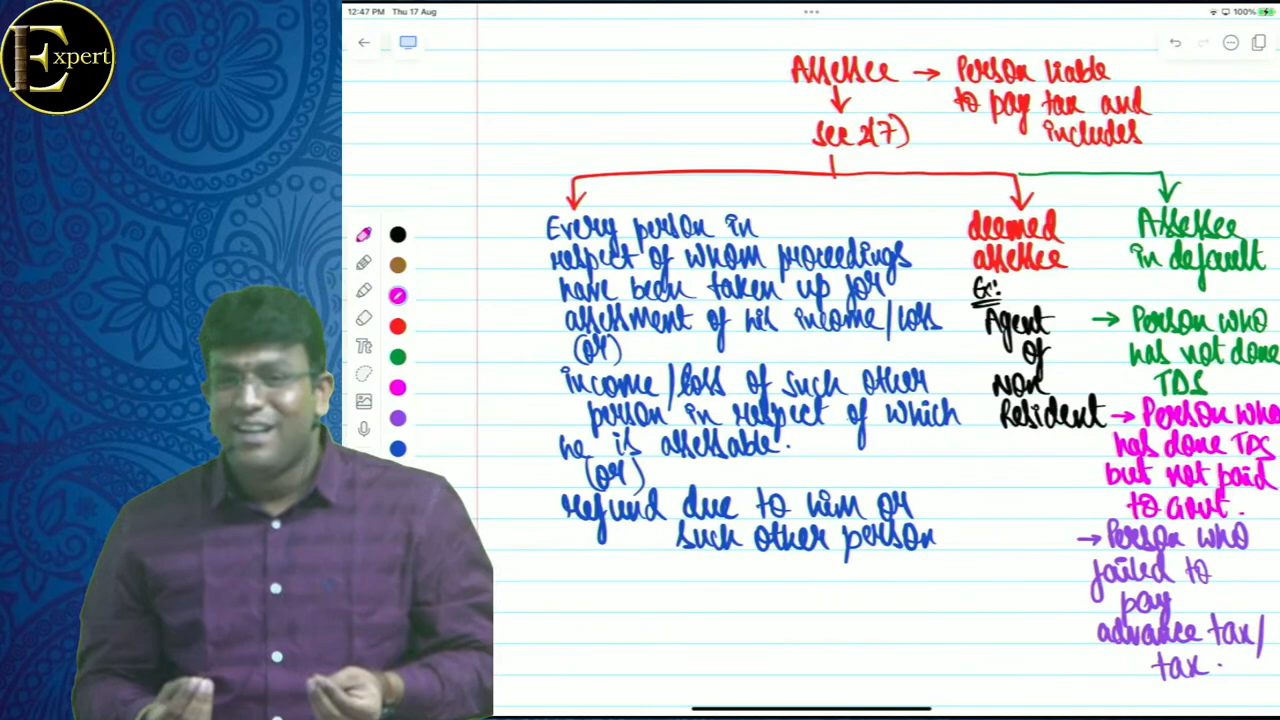 Expert
12:47 PM Thu 17 Aug
100%
Assessee → Person liable
to pay tax and
includes
sec 2(7)
Every person in
respect of whom proceedings
have been taken up for
assessment of his income/loss
(or)
income/loss of such other
person in respect of which
he is assessable.
(or)
refund due to him or
such other person
deemed
assessee
Ex:
Agent
of
Non
Resident
Assessee
in default
→ Person who
has not done
TDS
→ Person who
has done TDS
but not paid
to Govt.
→ Person who
failed to
pay
advance tax/
tax.
Tt